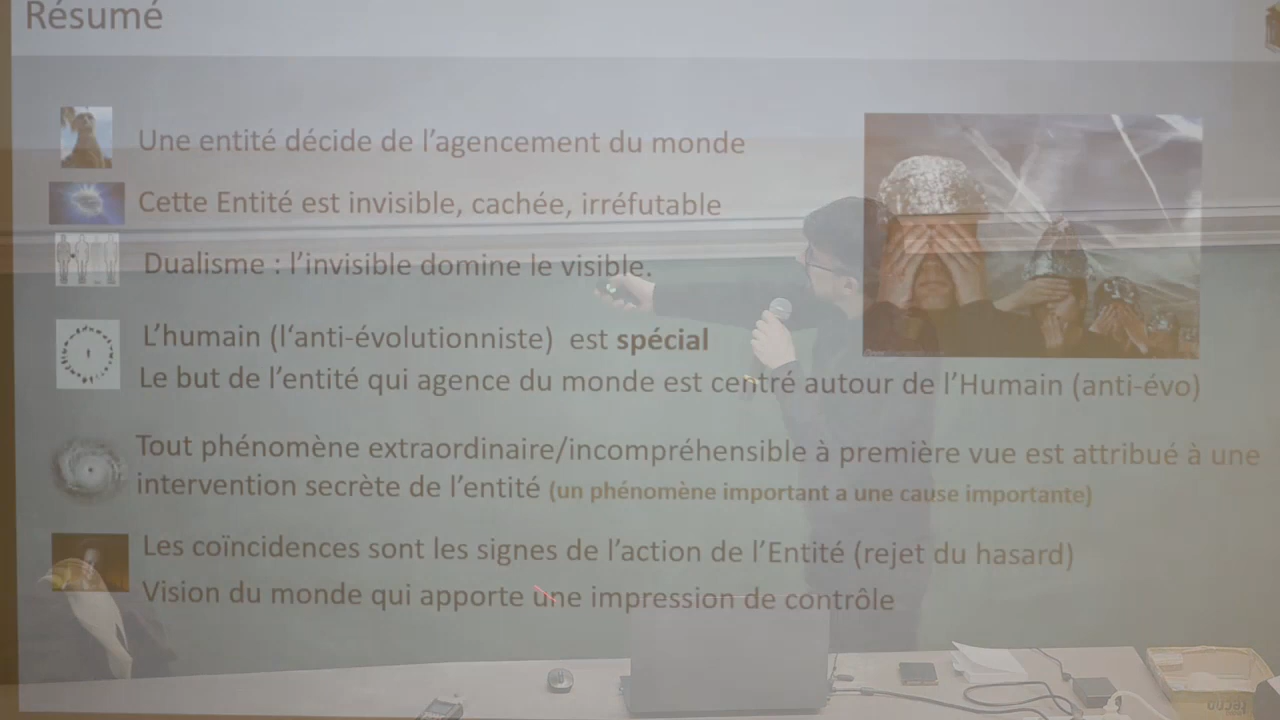 Résumé
Une entité décide de l'agencement du monde
Cette Entité est invisible, cachée, irréfutable
Dualisme : l'invisible domine le visible.
L'humain (l'anti-évolutionniste) est spécial
Le but de l'entité qui agence du monde est centré autour de l'Humain (anti-évo)
Tout phénomène extraordinaire/incompréhensible à première vue est attribué à une
intervention secrète de l'entité (un phénomène important a une cause importante)
Les coïncidences sont les signes de l'action de l'Entité (rejet du hasard)
Vision du monde qui apporte une impression de contrôle